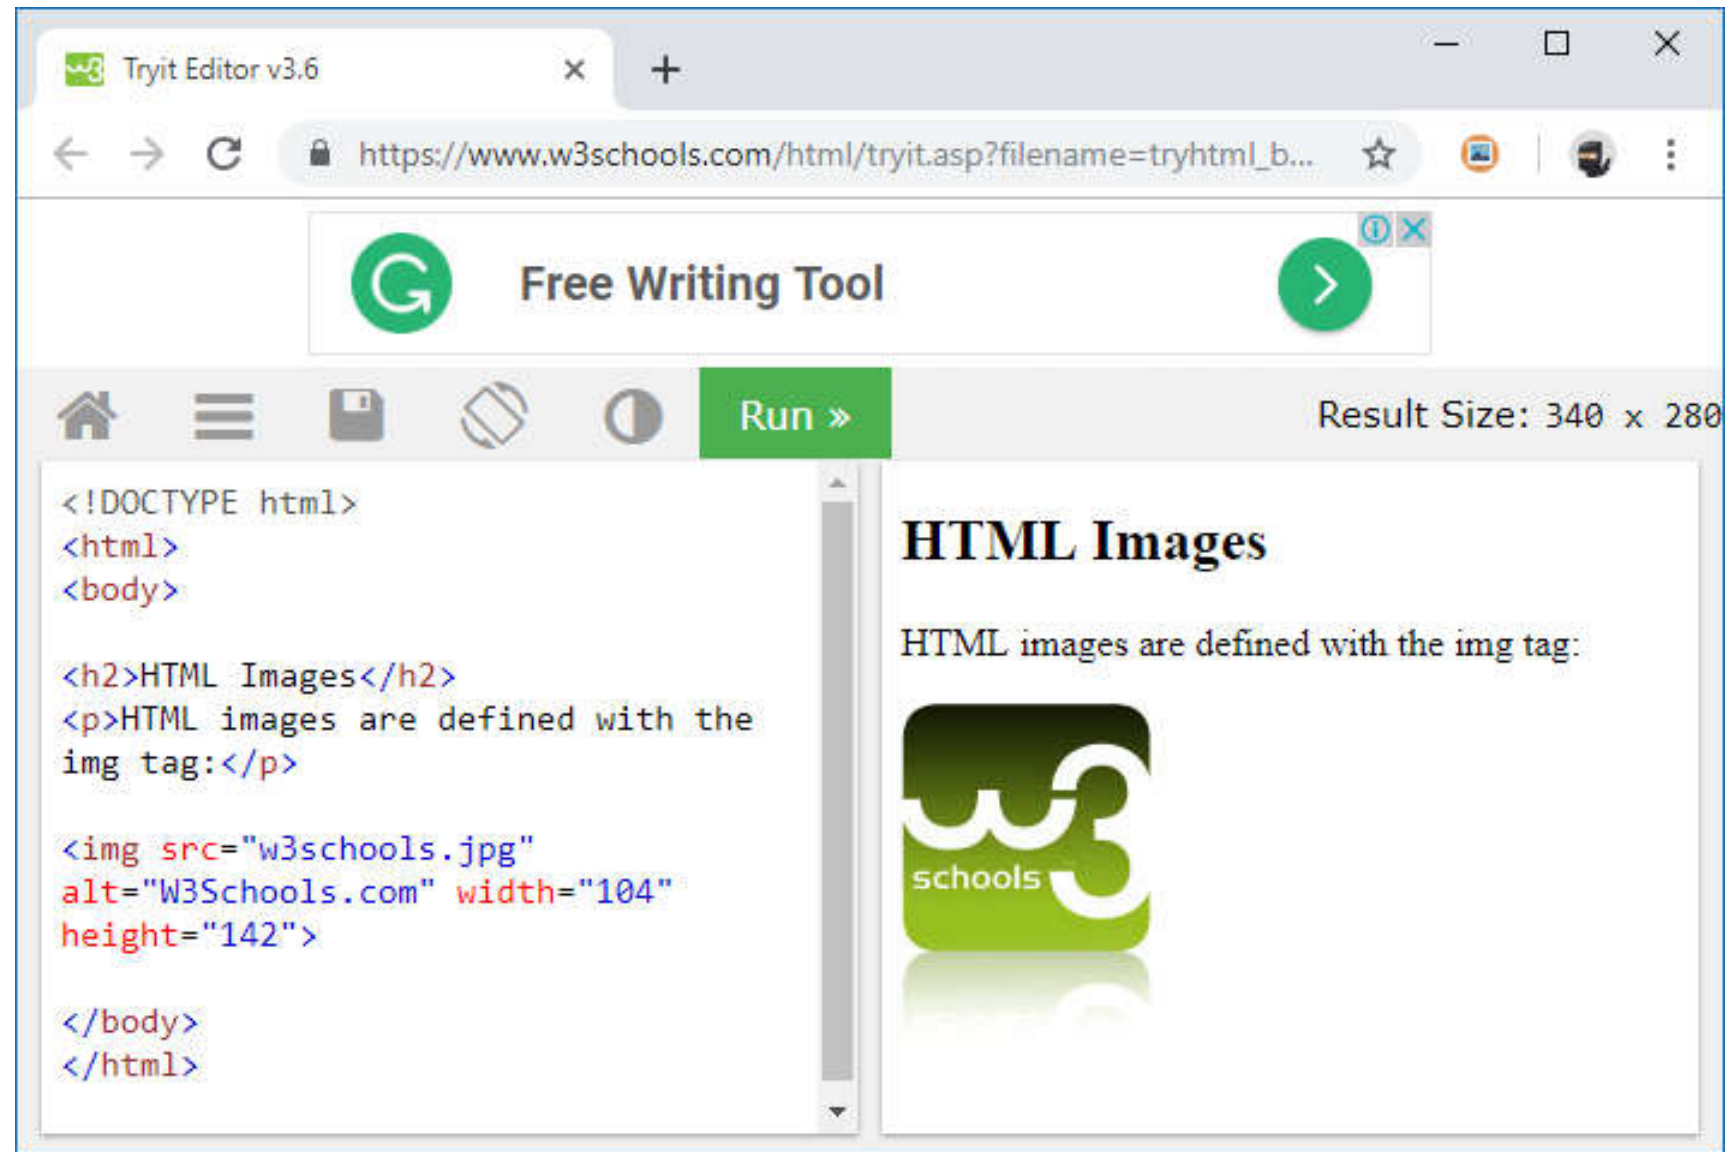 Tryit Editor v3.6
https://www.w3schools.com/html/tryit.asp?filename=tryhtml_b...
Free Writing Tool
Run »
Result Size: 340 x 280
<!DOCTYPE html>
<html>
<body>
<h2>HTML Images</h2>
<p>HTML images are defined with the
img tag:</p>
<img src="w3schools.jpg"
alt="W3Schools.com" width="104"
height="142">
</body>
</html>
HTML Images
HTML images are defined with the img tag:
w3
schools